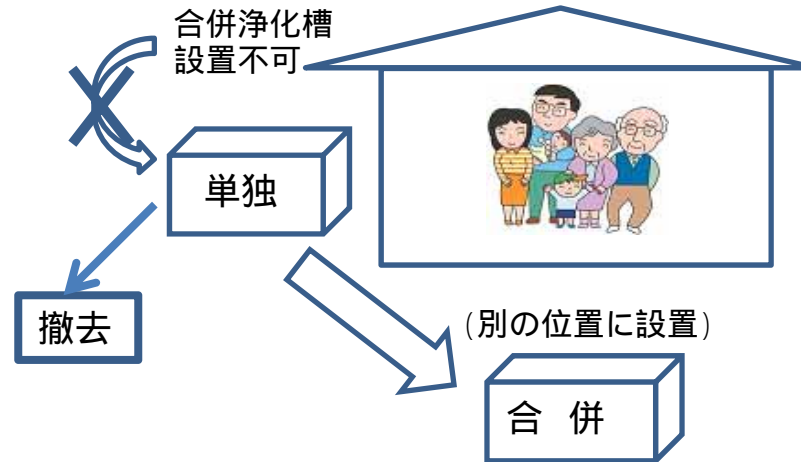 合併浄化槽
設置不可
単独
撤去
(別の位置に設置)
合 併